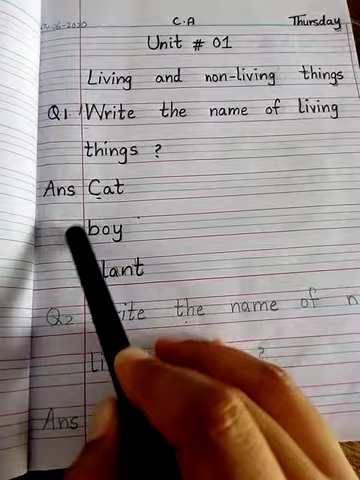 C.A Thursday
Unit # 01
Living and non-living things
Q1. Write the name of living
things ?
Ans Cat
boy
lant
Q2 ite the name of n
?
Ans